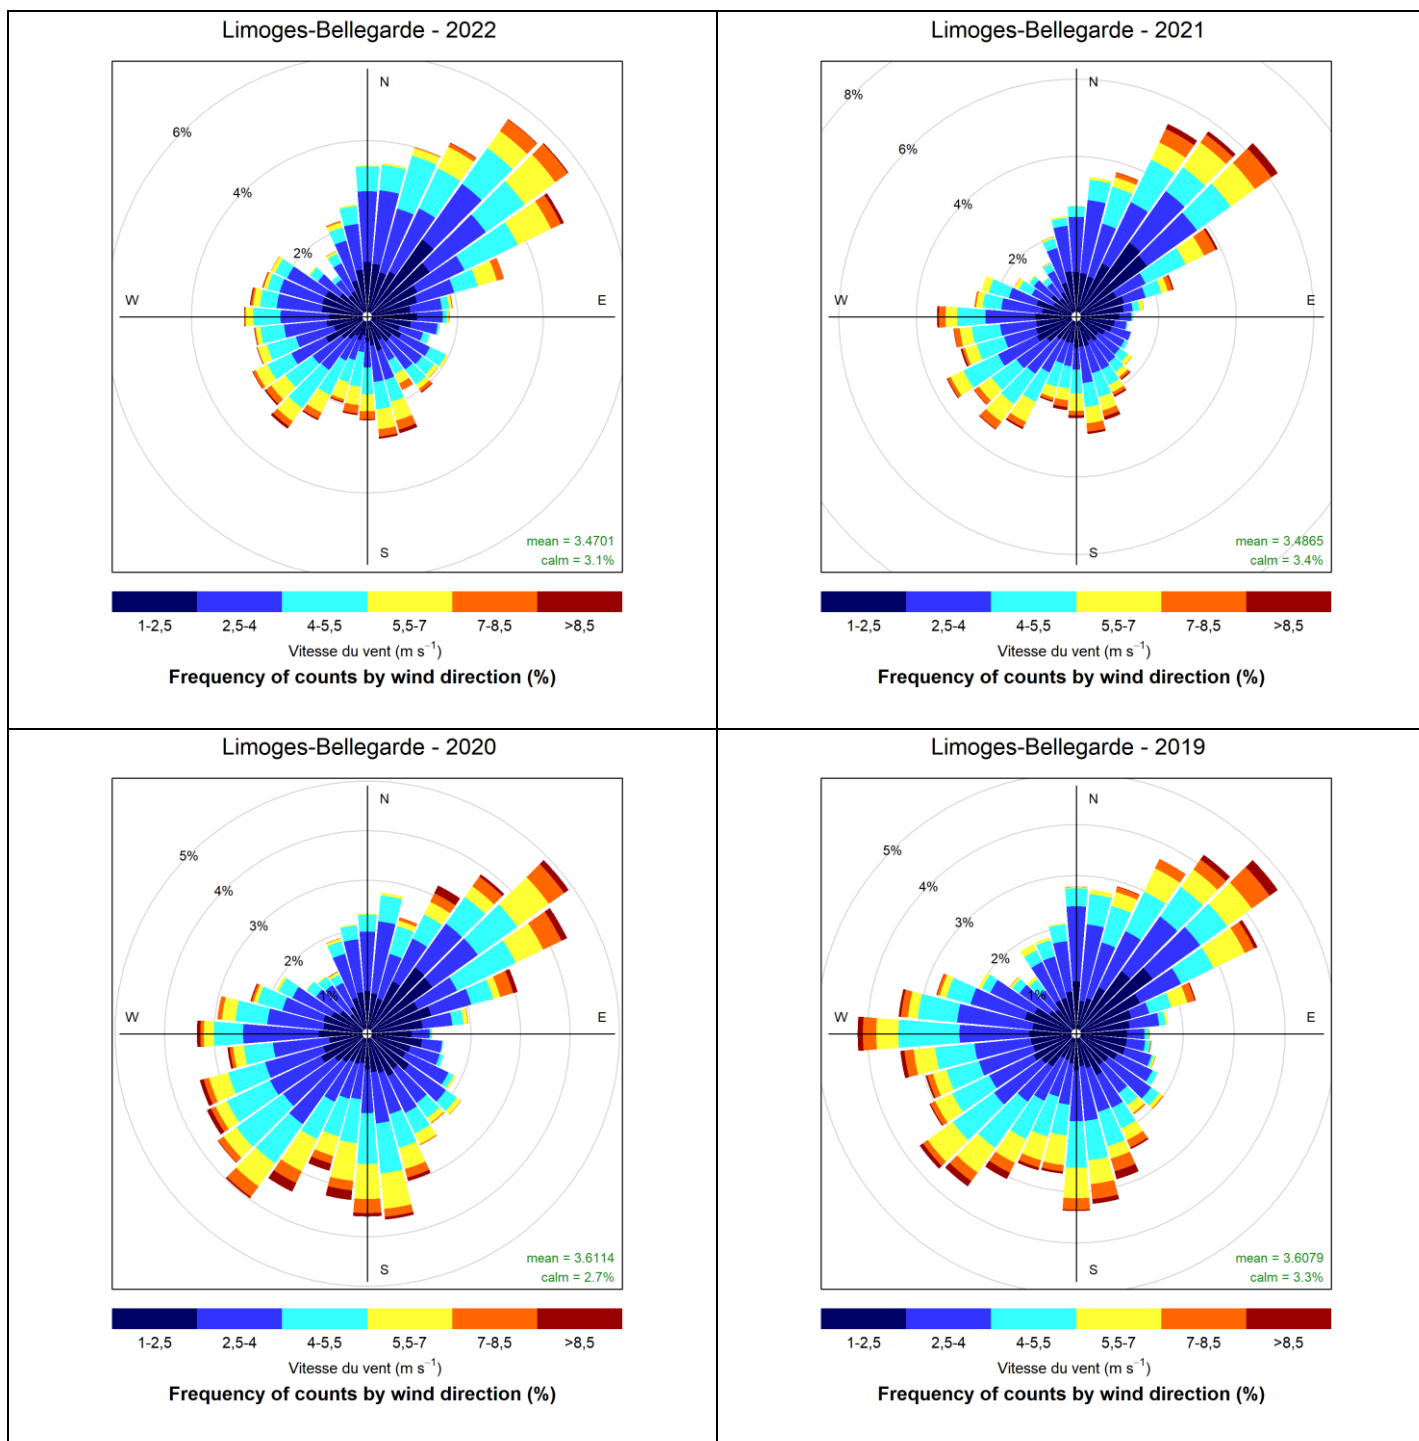 Limoges-Bellegarde - 2022
N
6%
4%
2%
W
E
S
mean = 3.4701
calm = 3.1%
1-2,5 2,5-4 4-5,5 5,5-7 7-8,5 >8,5
Vitesse du vent (m s⁻¹)
Frequency of counts by wind direction (%)
Limoges-Bellegarde - 2021
N
8%
6%
4%
2%
W
E
S
mean = 3.4865
calm = 3.4%
1-2,5 2,5-4 4-5,5 5,5-7 7-8,5 >8,5
Vitesse du vent (m s⁻¹)
Frequency of counts by wind direction (%)
Limoges-Bellegarde - 2020
N
5%
4%
3%
2%
1%
W
E
S
mean = 3.6114
calm = 2.7%
1-2,5 2,5-4 4-5,5 5,5-7 7-8,5 >8,5
Vitesse du vent (m s⁻¹)
Frequency of counts by wind direction (%)
Limoges-Bellegarde - 2019
N
5%
4%
3%
2%
1%
W
E
S
mean = 3.6079
calm = 3.3%
1-2,5 2,5-4 4-5,5 5,5-7 7-8,5 >8,5
Vitesse du vent (m s⁻¹)
Frequency of counts by wind direction (%)